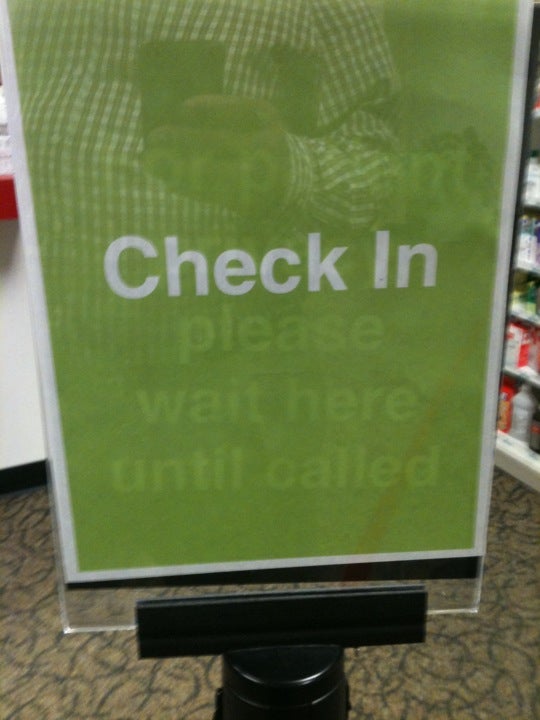 Check In
please
wait here
until called